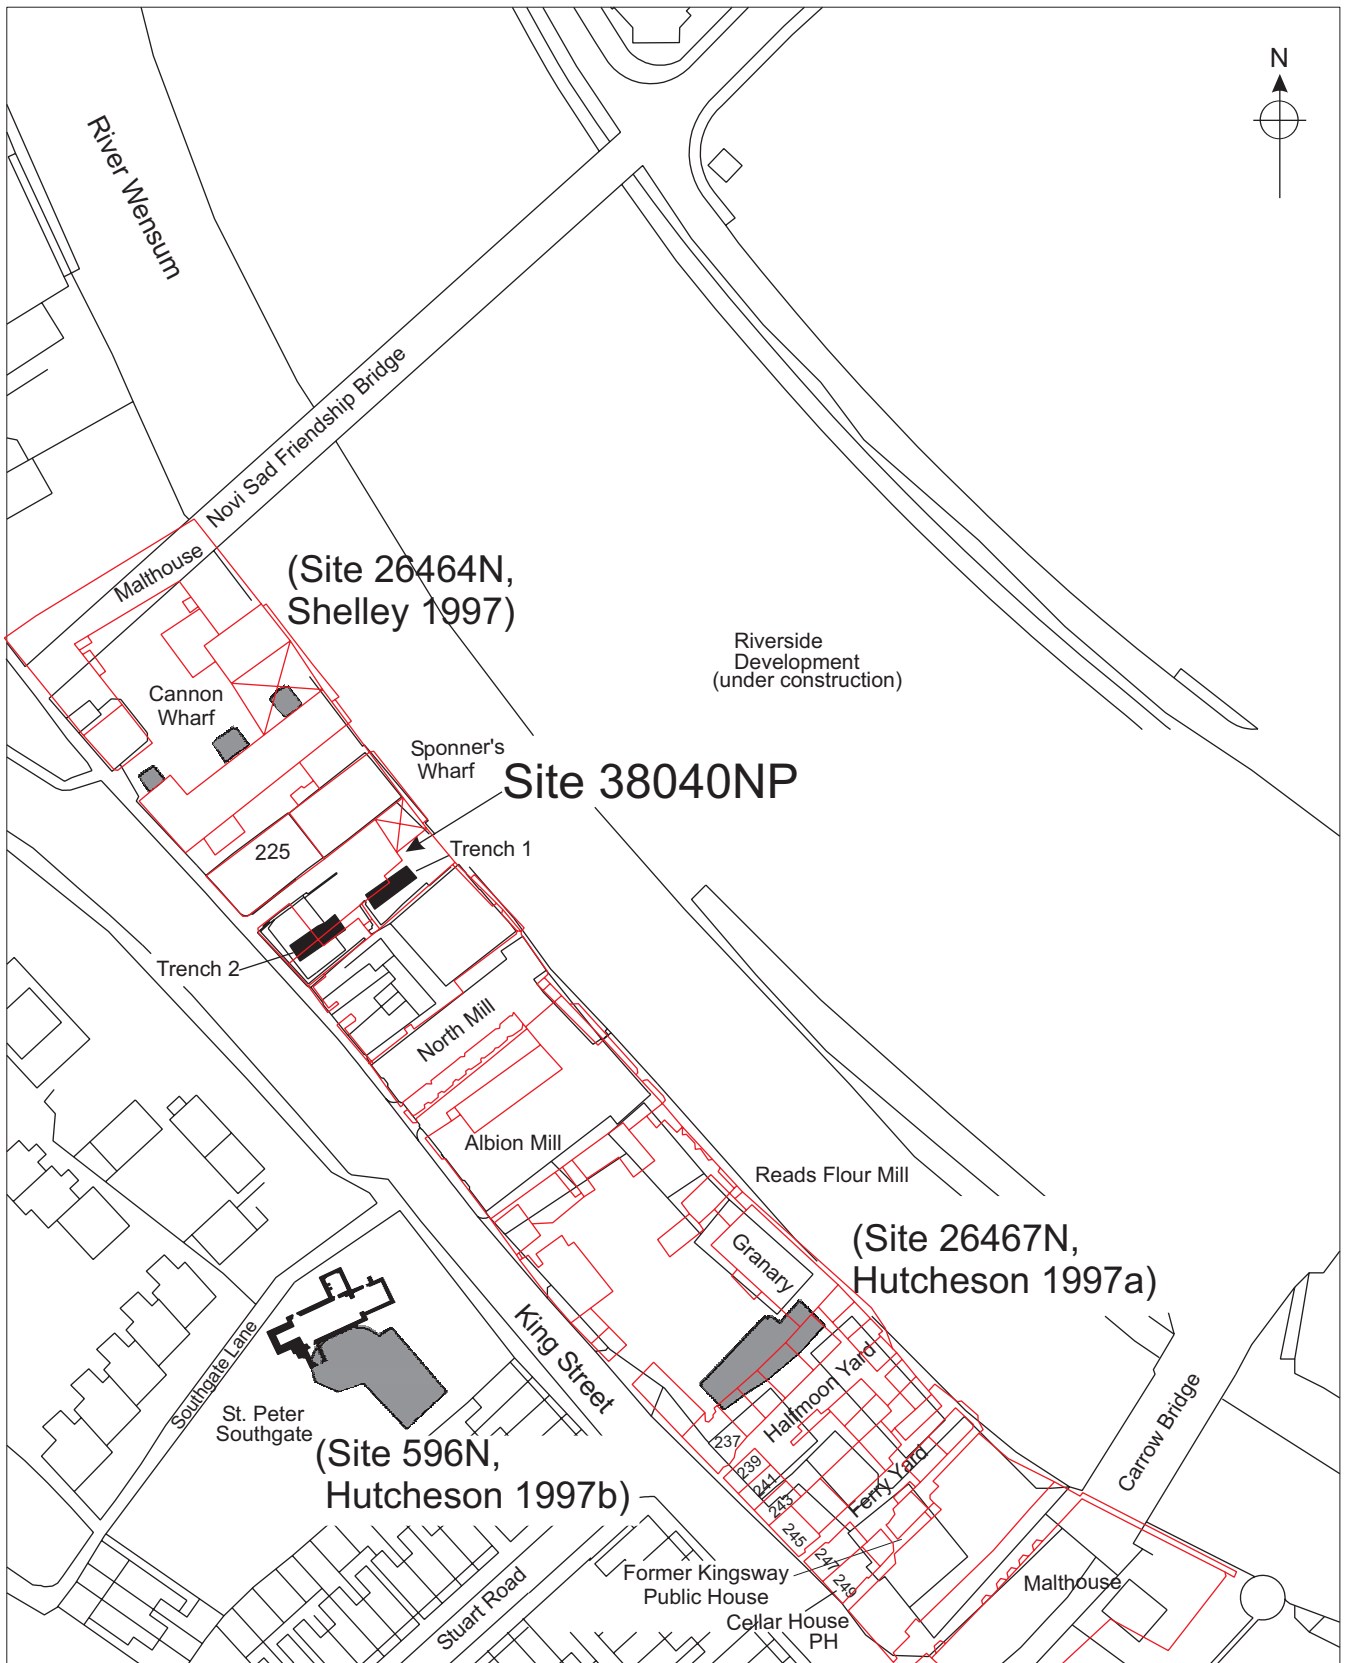 N
River Wensum
Novi Sad Friendship Bridge
Malthouse
(Site 26464N,
Shelley 1997)
Riverside
Development
(under construction)
Cannon
Wharf
Sponner's
Wharf
Site 38040NP
225
Trench 1
Trench 2
North Mill
Albion Mill
Reads Flour Mill
(Site 26467N,
Hutcheson 1997a)
Granary
King Street
Southgate Lane
St. Peter
Southgate
(Site 596N,
Hutcheson 1997b)
Halfmoon Yard
Carrow Bridge
237
239
241
243
245
247
249
Ferry Yard
Former Kingsway
Public House
Cellar House
PH
Malthouse
Stuart Road